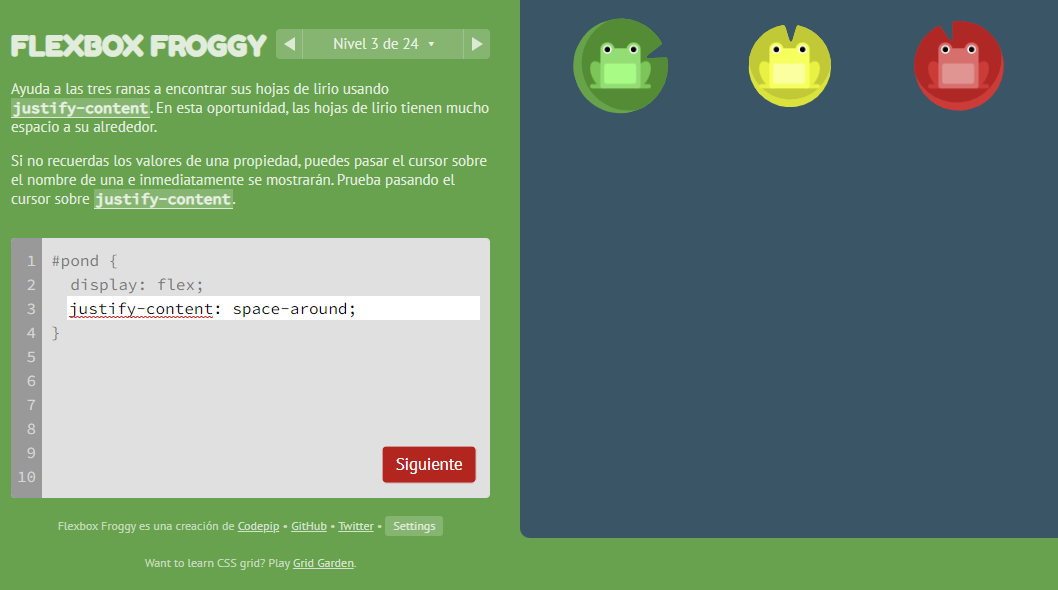 FLEXBOX FROGGY
Nivel 3 de 24
Ayuda a las tres ranas a encontrar sus hojas de lirio usando
justify-content. En esta oportunidad, las hojas de lirio tienen mucho
espacio a su alrededor.
Si no recuerdas los valores de una propiedad, puedes pasar el cursor sobre
el nombre de una e inmediatamente se mostrarán. Prueba pasando el
cursor sobre justify-content.
1 #pond {
2 display: flex;
3 justify-content: space-around;
4 }
5
6
7
8
9
10
Siguiente
Flexbox Froggy es una creación de Codepip • GitHub • Twitter • Settings
Want to learn CSS grid? Play Grid Garden.